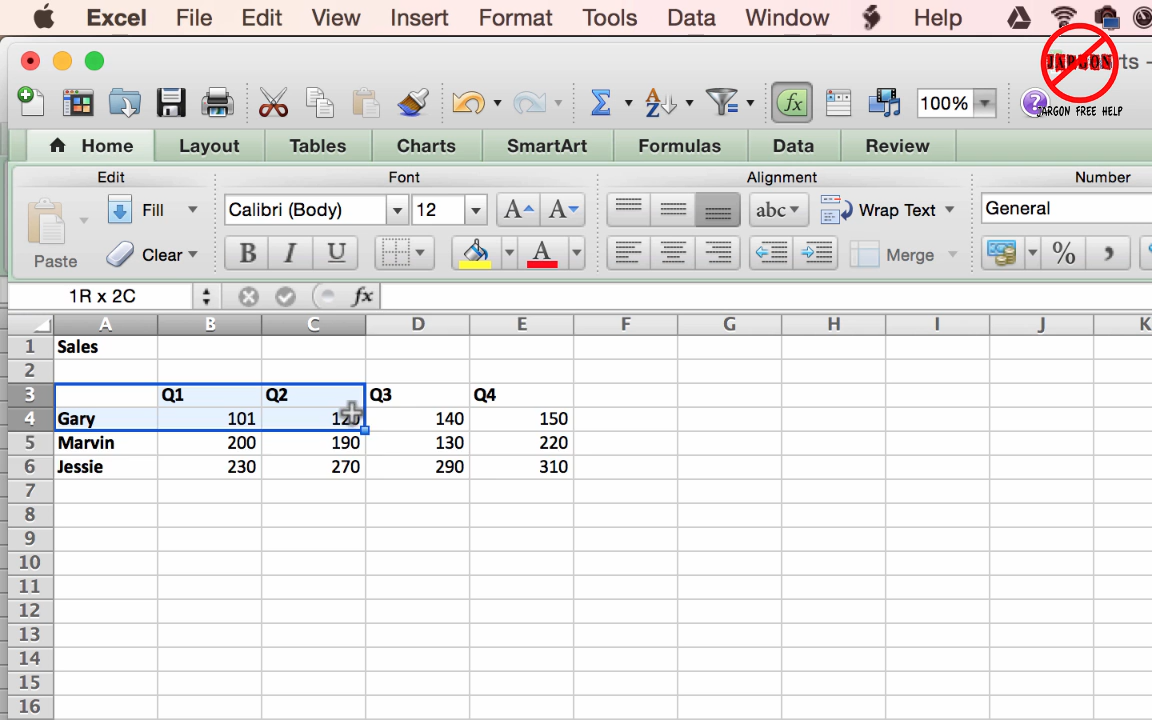 Excel File Edit View Insert Format Tools Data Window Help
JARGON rts -
100% ?
JARGON FREE HELP
Home Layout Tables Charts SmartArt Formulas Data Review
Edit Font Alignment Number
Fill Calibri (Body) 12 A A abc Wrap Text General
Paste Clear B I U A Merge % ,
1R x 2C fx
A B C D E F G H I J K
1 Sales
2
3 Q1 Q2 Q3 Q4
4 Gary 101 120 140 150
5 Marvin 200 190 130 220
6 Jessie 230 270 290 310
7
8
9
10
11
12
13
14
15
16